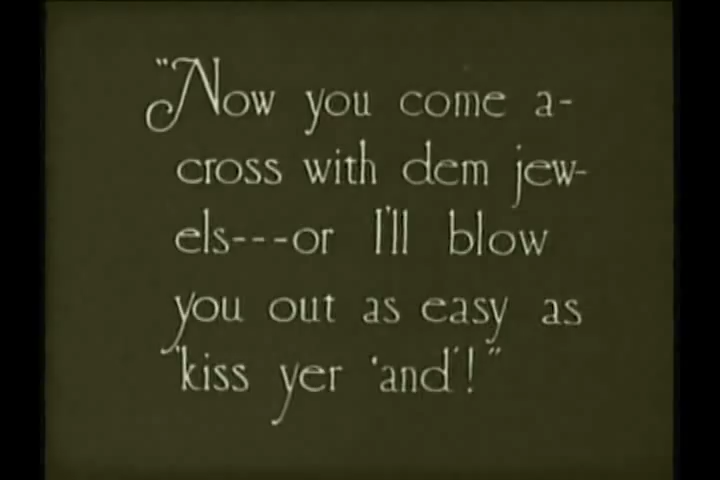 "Now you come a-
cross with dem jew-
els---or I'll blow
you out as easy as
"kiss yer 'and'!"